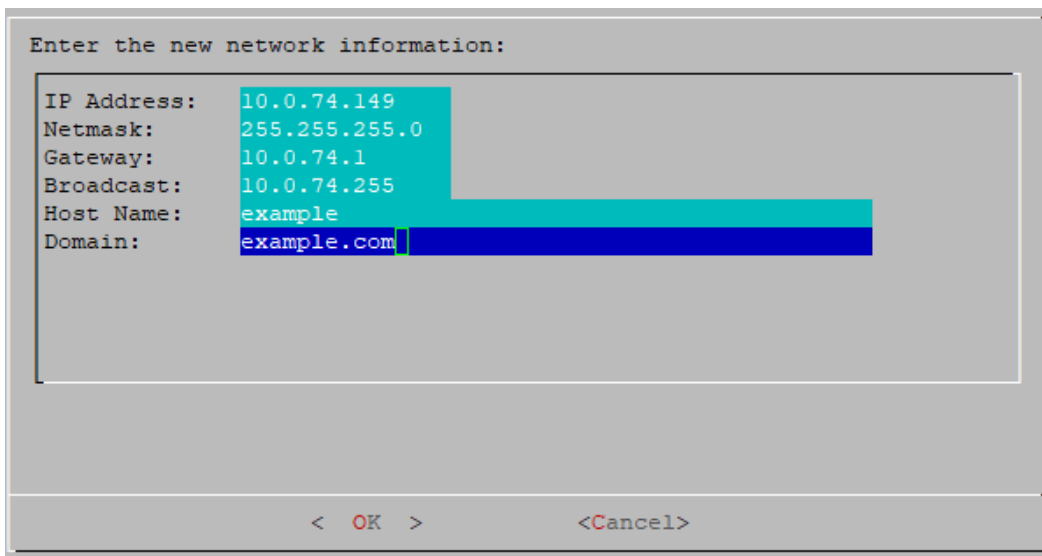 Enter the new network information:
IP Address: 10.0.74.149
Netmask: 255.255.255.0
Gateway: 10.0.74.1
Broadcast: 10.0.74.255
Host Name: example
Domain: example.com
< OK > <Cancel>